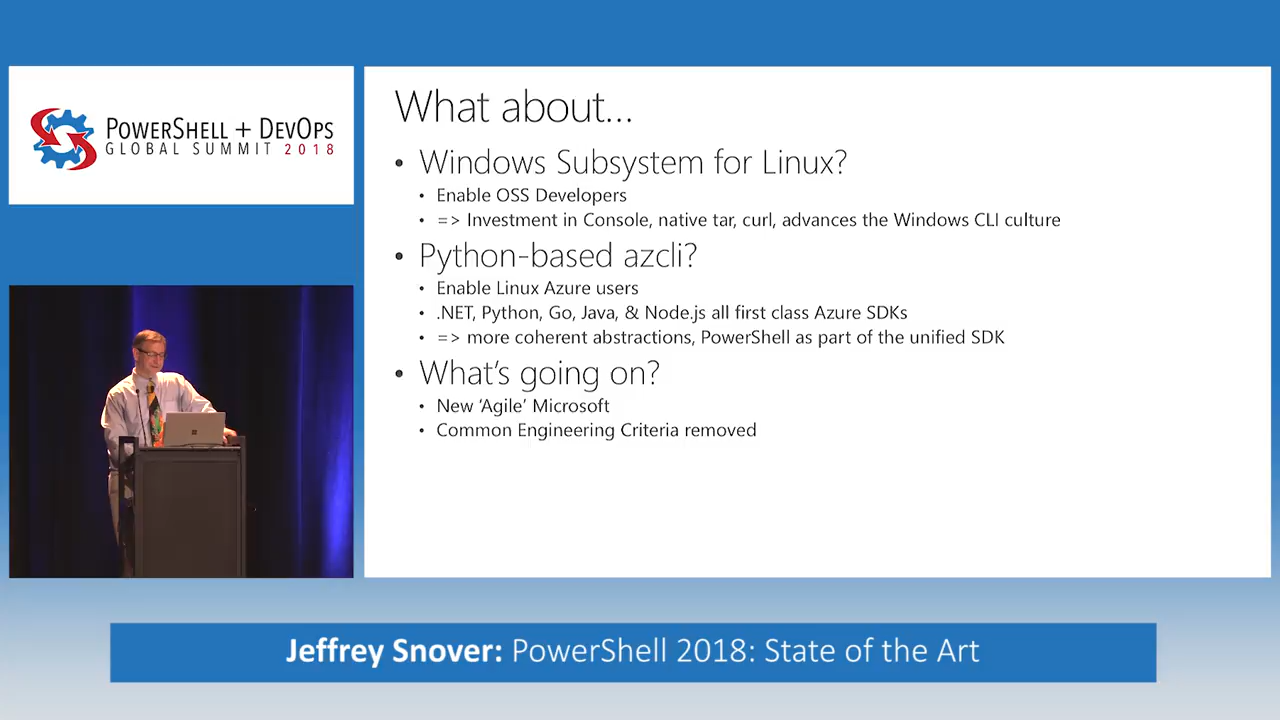 POWERSHELL + DEVOPS
GLOBAL SUMMIT 2018
What about...
• Windows Subsystem for Linux?
• Enable OSS Developers
• => Investment in Console, native tar, curl, advances the Windows CLI culture
• Python-based azcli?
• Enable Linux Azure users
• .NET, Python, Go, Java, & Node.js all first class Azure SDKs
• => more coherent abstractions, PowerShell as part of the unified SDK
• What's going on?
• New 'Agile' Microsoft
• Common Engineering Criteria removed
Jeffrey Snover: PowerShell 2018: State of the Art